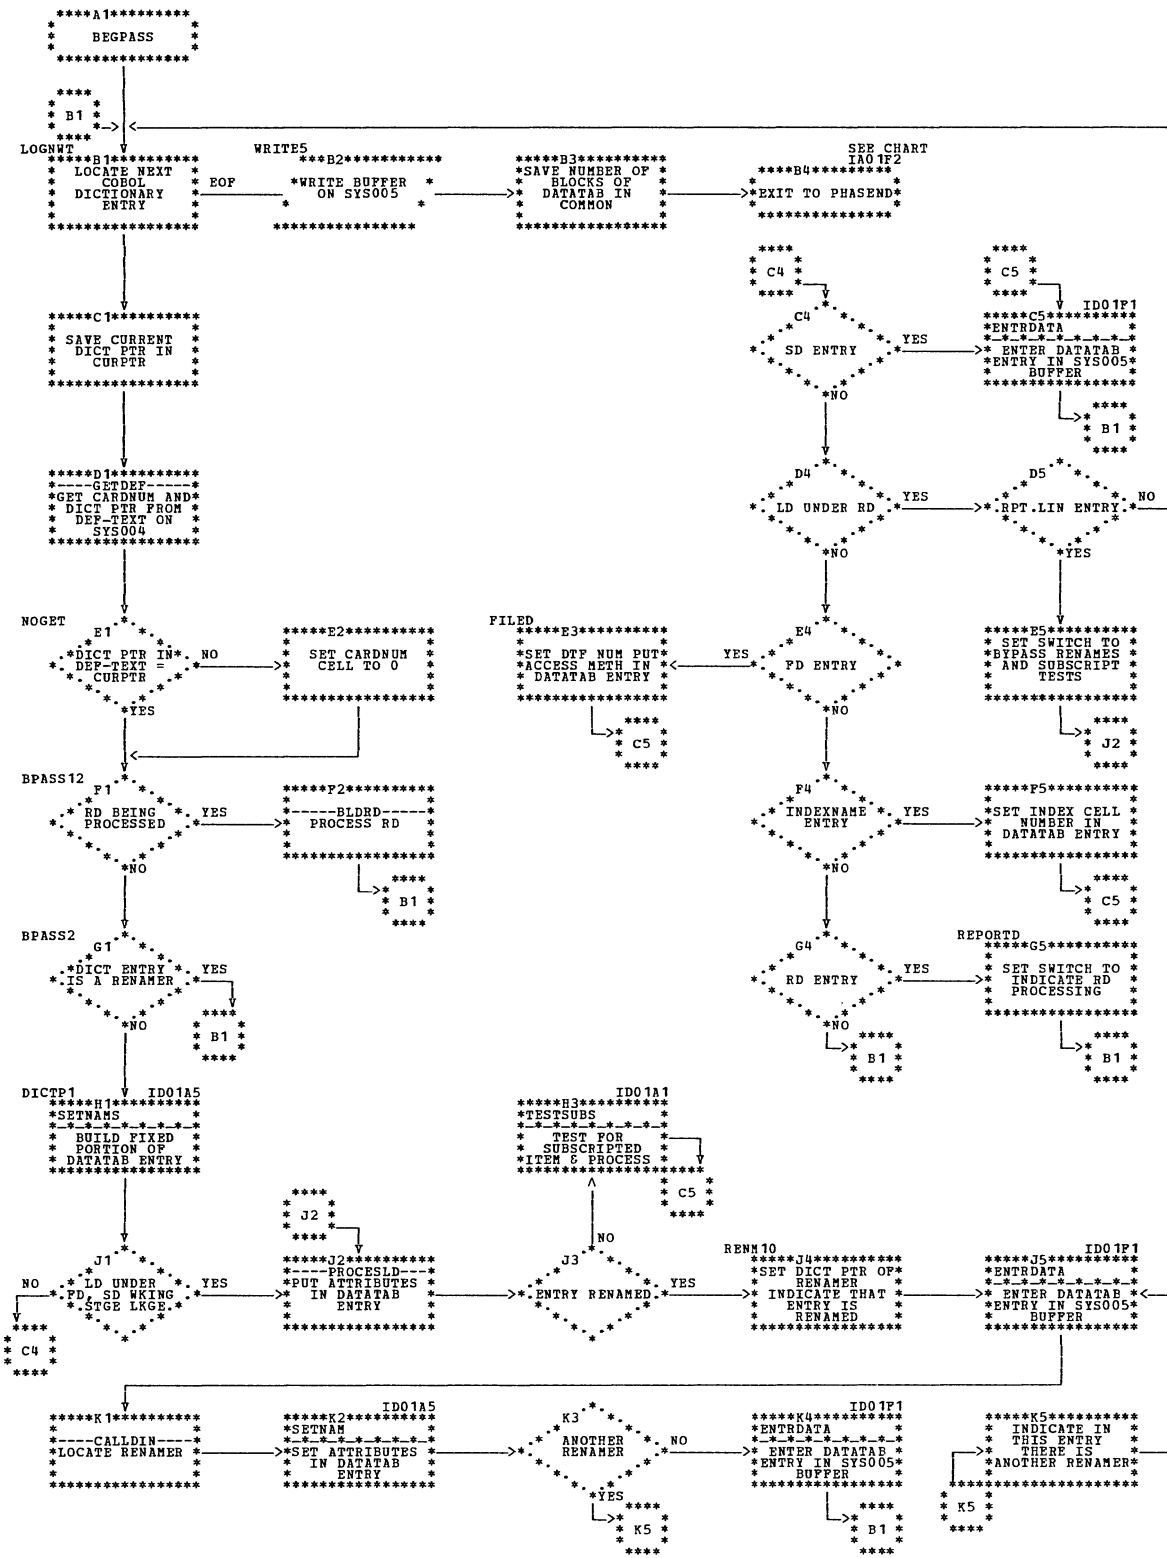 A1
BEGPASS
B1
LOGNWT
B1
LOCATE NEXT
COBOL
DICTIONARY
ENTRY
EOF
WRITE5
B2
WRITE BUFFER
ON SYS005
B3
SAVE NUMBER OF
BLOCKS OF
DATATAB IN
COMMON
SEE CHART
IA01F2
B4
EXIT TO PHASEND
C1
SAVE CURRENT
DICT PTR IN
CURPTR
C4
C4
SD ENTRY
YES
NO
C5
ID01F1
C5
ENTRDATA
ENTER DATATAB
ENTRY IN SYS005
BUFFER
B1
D1
GETDEF
GET CARDNUM AND
DICT PTR FROM
DEF-TEXT ON
SYS004
D4
LD UNDER RD
YES
NO
D5
RPT.LIN ENTRY
NO
YES
NOGET
E1
DICT PTR IN
DEF-TEXT =
CURPTR
NO
YES
E2
SET CARDNUM
CELL TO 0
FILED
E3
SET DTF NUM PUT
ACCESS METH IN
DATATAB ENTRY
C5
E4
FD ENTRY
YES
NO
E5
SET SWITCH TO
BYPASS RENAMES
AND SUBSCRIPT
TESTS
J2
BPASS12
F1
RD BEING
PROCESSED
YES
NO
F2
BLDRD
PROCESS RD
B1
F4
INDEXNAME
ENTRY
YES
NO
F5
SET INDEX CELL
NUMBER IN
DATATAB ENTRY
C5
BPASS2
G1
DICT ENTRY
IS A RENAMER
YES
NO
B1
G4
RD ENTRY
YES
NO
B1
REPORTD
G5
SET SWITCH TO
INDICATE RD
PROCESSING
B1
DICTP1
ID01A5
H1
SETNAMS
BUILD FIXED
PORTION OF
DATATAB ENTRY
ID01A1
H3
TESTSUBS
TEST FOR
SUBSCRIPTED
ITEM & PROCESS
C5
J1
LD UNDER
FD, SD WKING
STGE LKGE.
NO
YES
C4
J2
J2
PROCESLD
PUT ATTRIBUTES
IN DATATAB
ENTRY
J3
ENTRY RENAMED
NO
YES
RENM10
J4
SET DICT PTR OF
RENAMER
INDICATE THAT
ENTRY IS
RENAMED
ID01F1
J5
ENTRDATA
ENTER DATATAB
ENTRY IN SYS005
BUFFER
K1
CALLDIN
LOCATE RENAMER
ID01A5
K2
SETNAM
SET ATTRIBUTES
IN DATATAB
ENTRY
K3
ANOTHER
RENAMER
NO
YES
K5
ID01F1
K4
ENTRDATA
ENTER DATATAB
ENTRY IN SYS005
BUFFER
B1
K5
INDICATE IN
THIS ENTRY
THERE IS
ANOTHER RENAMER
K5